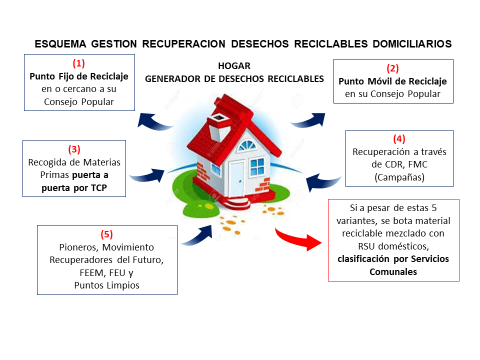 ESQUEMA GESTION RECUPERACION DESECHOS RECICLABLES DOMICILIARIOS
HOGAR
GENERADOR DE DESECHOS RECICLABLES
(1)
Punto Fijo de Reciclaje
en o cercano a su
Consejo Popular
(2)
Punto Móvil de Reciclaje
en su Consejo Popular
(3)
Recogida de Materias
Primas puerta a
puerta por TCP
(4)
Recuperación a través
de CDR, FMC
(Campañas)
(5)
Pioneros, Movimiento
Recuperadores del Futuro,
FEEM, FEU y
Puntos Limpios
Si a pesar de estas 5
variantes, se bota material
reciclable mezclado con
RSU domésticos,
clasificación por Servicios
Comunales